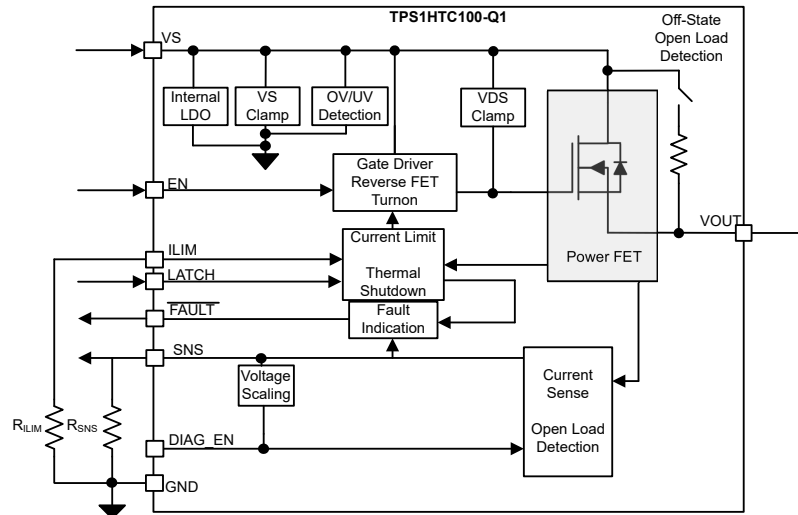 TPS1HTC100-Q1
VS
Off-State
Open Load
Detection
Internal
LDO
VS
Clamp
OV/UV
Detection
VDS
Clamp
Gate Driver
Reverse FET
Turnon
EN
VOUT
Power FET
ILIM
Current Limit
Thermal
Shutdown
LATCH
FAULT
Fault
Indication
SNS
Voltage
Scaling
Current
Sense
Open Load
Detection
RILIM
RSNS
DIAG_EN
GND